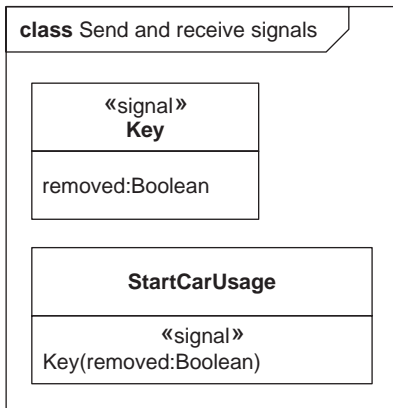 class Send and receive signals
«signal»
Key
removed:Boolean
StartCarUsage
«signal»
Key(removed:Boolean)